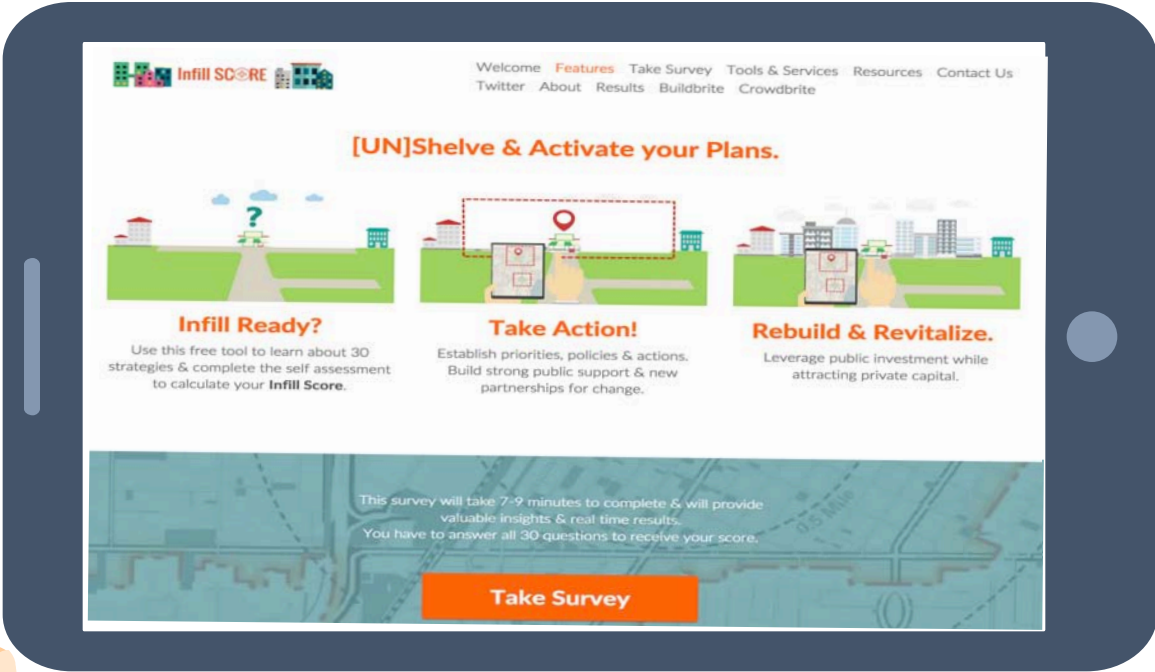 Infill SCORE
Welcome Features Take Survey Tools & Services Resources Contact Us
Twitter About Results Buildbrite Crowdbrite
[UN]Shelve & Activate your Plans.
?
Infill Ready?
Use this free tool to learn about 30
strategies & complete the self assessment
to calculate your Infill Score.
Take Action!
Establish priorities, policies & actions.
Build strong public support & new
partnerships for change.
Rebuild & Revitalize.
Leverage public investment while
attracting private capital.
This survey will take 7-9 minutes to complete & will provide
valuable insights & real time results.
You have to answer all 30 questions to receive your score.
0.5 Mile
Take Survey